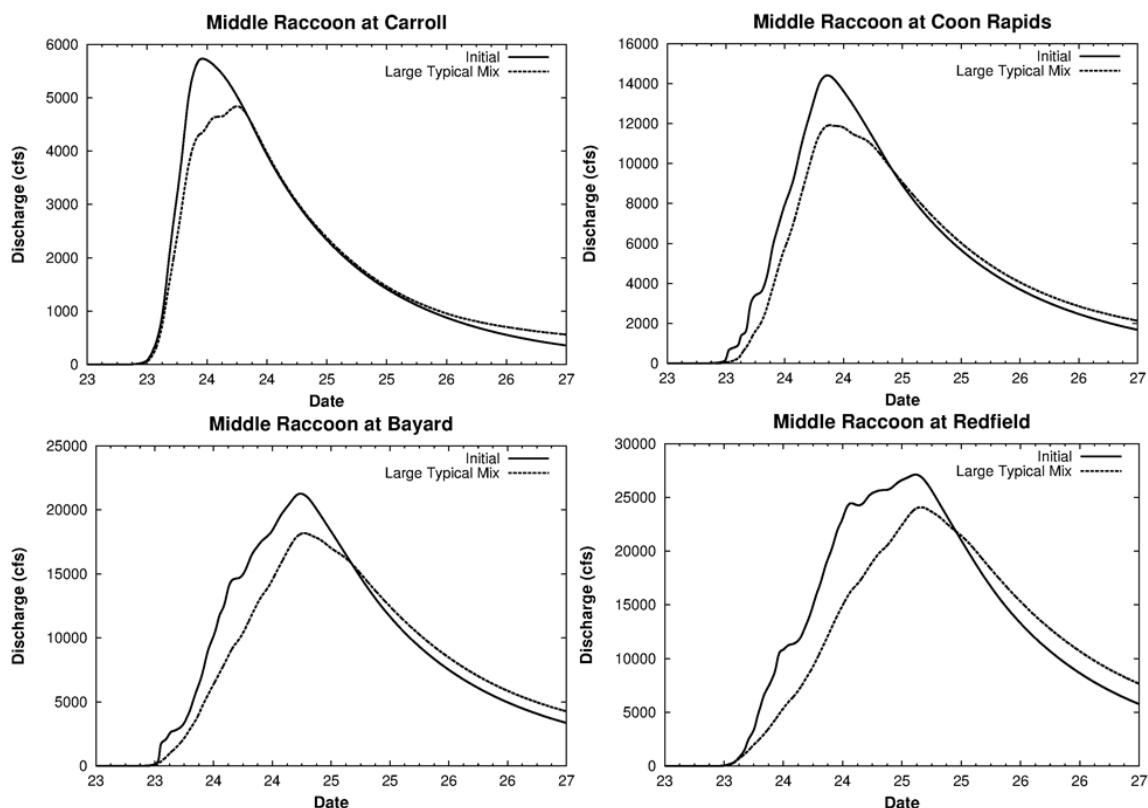 Middle Raccoon at Carroll
6000
5000
4000
3000
2000
1000
0
Discharge (cfs)
Initial
Large Typical Mix
23 23 24 24 25 25 26 26 27
Date
Middle Raccoon at Coon Rapids
16000
14000
12000
10000
8000
6000
4000
2000
0
Discharge (cfs)
Initial
Large Typical Mix
23 23 24 24 25 25 26 26 27
Date
Middle Raccoon at Bayard
25000
20000
15000
10000
5000
0
Discharge (cfs)
Initial
Large Typical Mix
23 23 24 24 25 25 26 26 27
Date
Middle Raccoon at Redfield
30000
25000
20000
15000
10000
5000
0
Discharge (cfs)
Initial
Large Typical Mix
23 23 24 24 25 25 26 26 27
Date